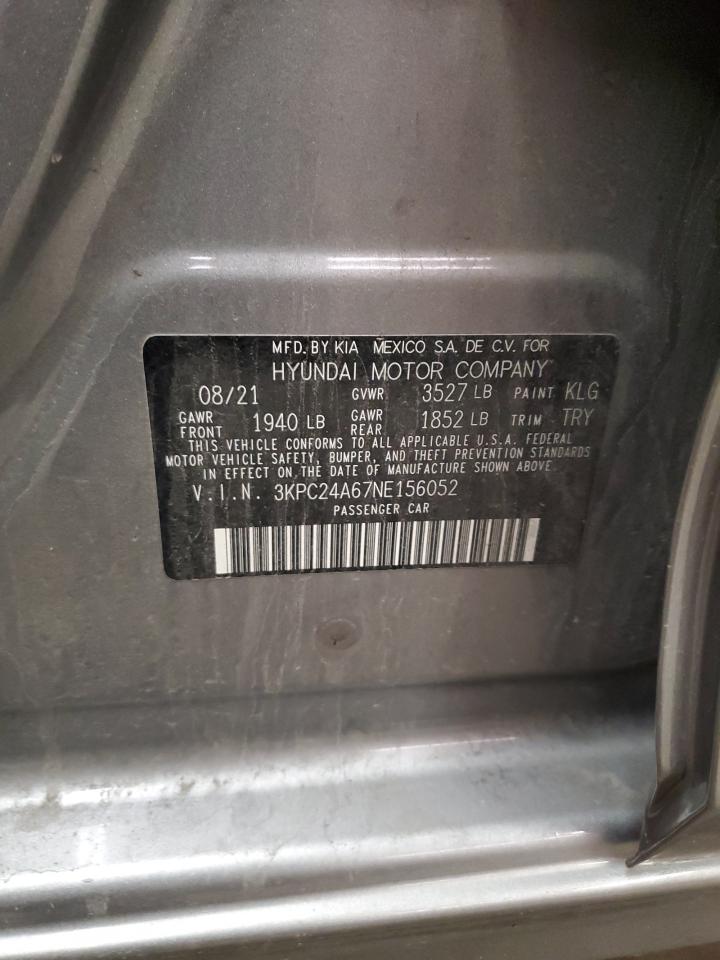 MFD. BY KIA MEXICO S.A. DE C.V. FOR
HYUNDAI MOTOR COMPANY
08/21 GVWR 3527 LB PAINT KLG
GAWR FRONT 1940 LB GAWR REAR 1852 LB TRIM TRY
THIS VEHICLE CONFORMS TO ALL APPLICABLE U.S.A. FEDERAL
MOTOR VEHICLE SAFETY, BUMPER, AND THEFT PREVENTION STANDARDS
IN EFFECT ON THE DATE OF MANUFACTURE SHOWN ABOVE.
V.I.N. 3KPC24A67NE156052
PASSENGER CAR